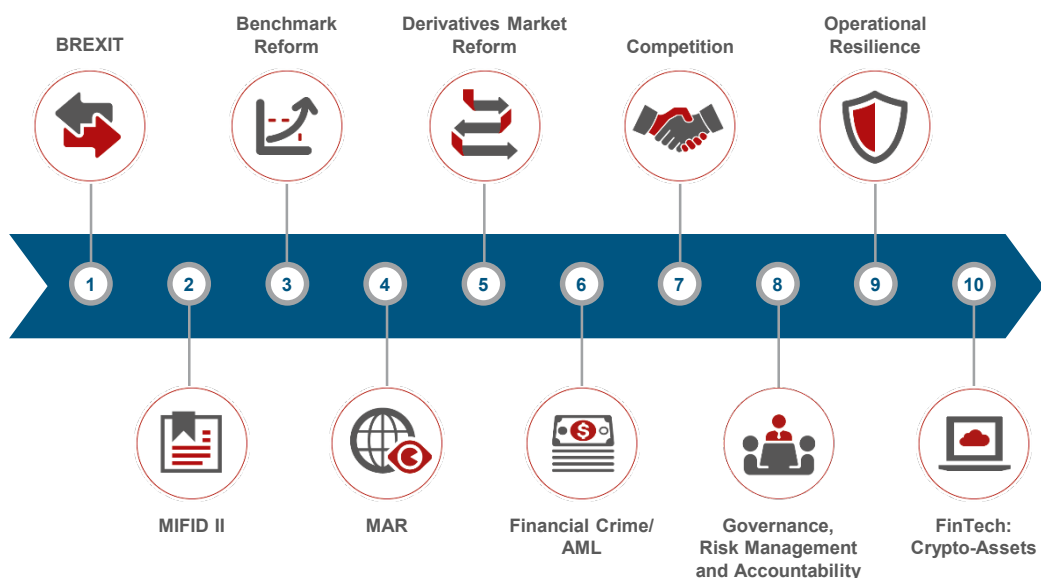 BREXIT
Benchmark
Reform
Derivatives Market
Reform
Competition
Operational
Resilience
1
2
3
4
5
6
7
8
9
10
$
MIFID II
MAR
Financial Crime/
AML
Governance,
Risk Management
and Accountability
FinTech:
Crypto-Assets